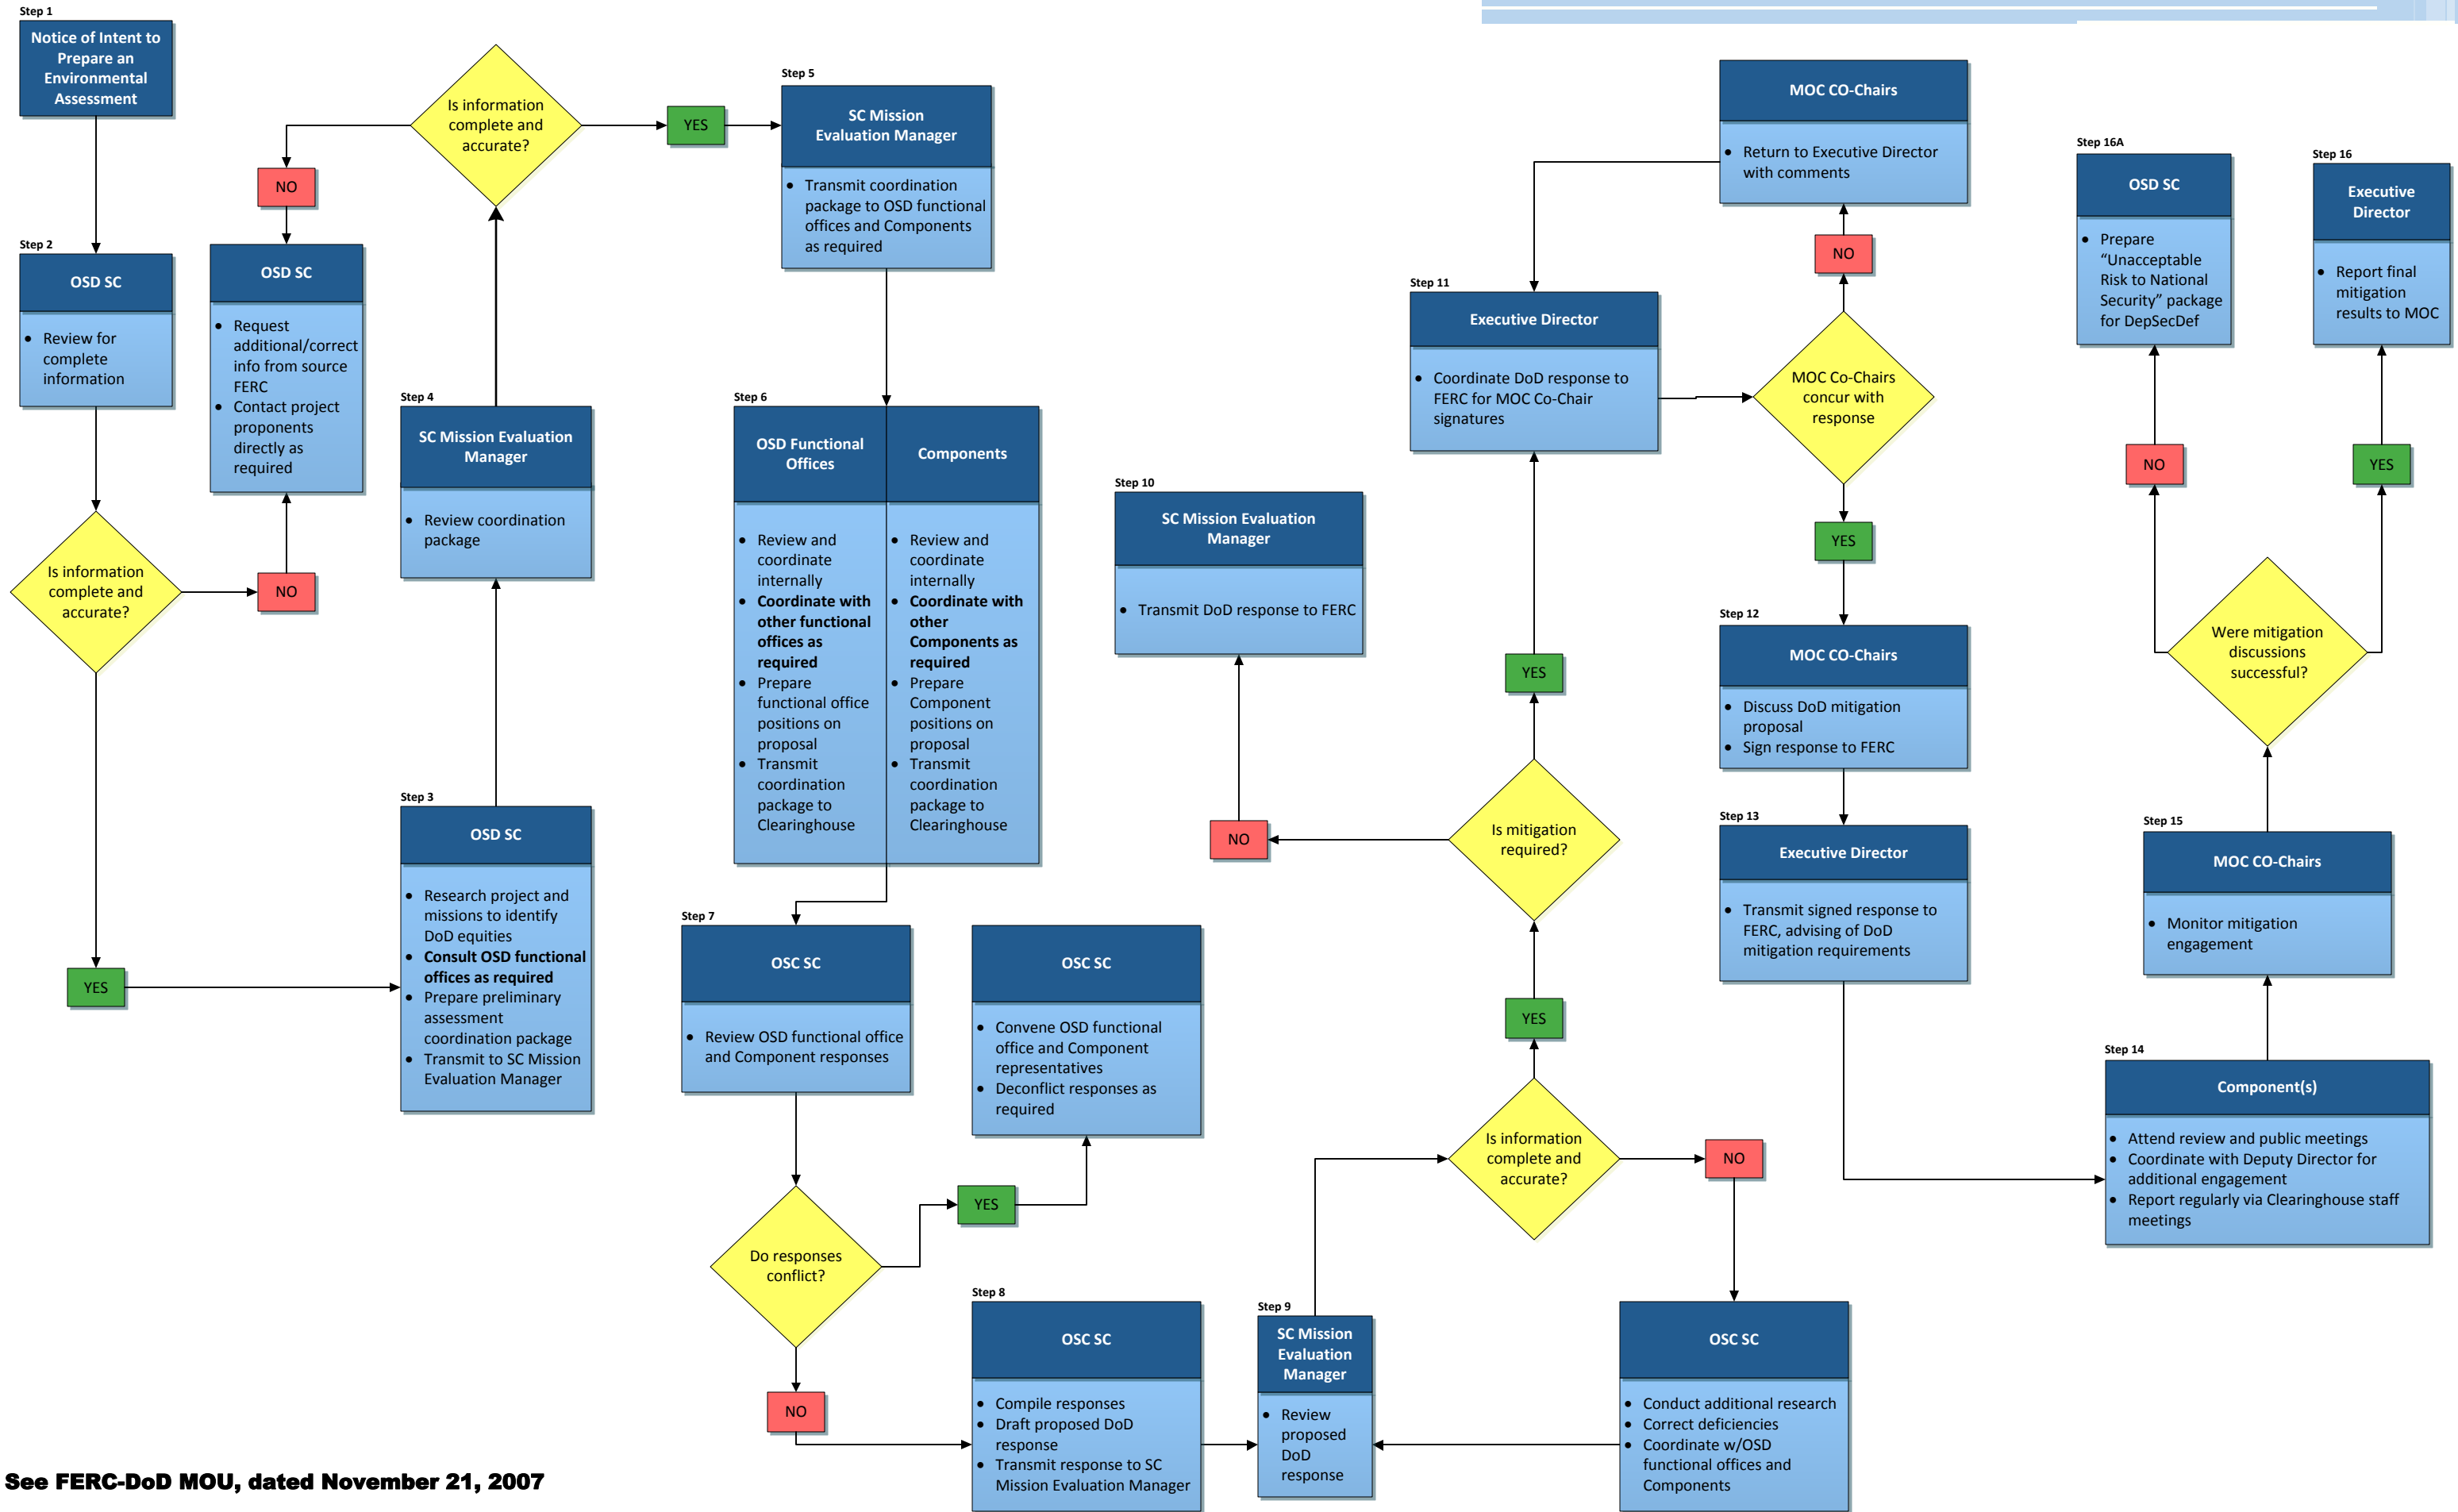 Step 1
Notice of Intent to
Prepare an
Environmental
Assessment
Step 2
OSD SC
• Review for
complete
information
Is information
complete and
accurate?
NO
YES
NO
OSD SC
• Request
additional/correct
info from source
FERC
• Contact project
proponents
directly as
required
Step 3
OSD SC
• Research project and
missions to identify
DoD equities
• Consult OSD functional
offices as required
• Prepare preliminary
assessment
coordination package
• Transmit to SC Mission
Evaluation Manager
Step 4
SC Mission Evaluation
Manager
• Review coordination
package
Is information
complete and
accurate?
YES
Step 5
SC Mission
Evaluation Manager
• Transmit coordination
package to OSD functional
offices and Components
as required
Step 6
OSD Functional
Offices
• Review and
coordinate
internally
• Coordinate with
other functional
offices as
required
• Prepare
functional office
positions on
proposal
• Transmit
coordination
package to
Clearinghouse
Components
• Review and
coordinate
internally
• Coordinate with
other
Components as
required
• Prepare
Component
positions on
proposal
• Transmit
coordination
package to
Clearinghouse
Step 7
OSC SC
• Review OSD functional office
and Component responses
Do responses
conflict?
YES
OSC SC
• Convene OSD functional
office and Component
representatives
• Deconflict responses as
required
NO
Step 8
OSC SC
• Compile responses
• Draft proposed DoD
response
• Transmit response to SC
Mission Evaluation Manager
Step 9
SC Mission
Evaluation
Manager
• Review
proposed
DoD
response
Is information
complete and
accurate?
NO
OSC SC
• Conduct additional research
• Correct deficiencies
• Coordinate w/OSD
functional offices and
Components
YES
Is mitigation
required?
NO
Step 10
SC Mission Evaluation
Manager
• Transmit DoD response to FERC
YES
Step 11
Executive Director
• Coordinate DoD response to
FERC for MOC Co-Chair
signatures
MOC Co-Chairs
concur with
response
NO
MOC CO-Chairs
• Return to Executive Director
with comments
YES
Step 12
MOC CO-Chairs
• Discuss DoD mitigation
proposal
• Sign response to FERC
Step 13
Executive Director
• Transmit signed response to
FERC, advising of DoD
mitigation requirements
Step 14
Component(s)
• Attend review and public meetings
• Coordinate with Deputy Director for
additional engagement
• Report regularly via Clearinghouse staff
meetings
Step 15
MOC CO-Chairs
• Monitor mitigation
engagement
Were mitigation
discussions
successful?
NO
Step 16A
OSD SC
• Prepare
“Unacceptable
Risk to National
Security” package
for DepSecDef
YES
Step 16
Executive
Director
• Report final
mitigation
results to MOC
See FERC-DoD MOU, dated November 21, 2007